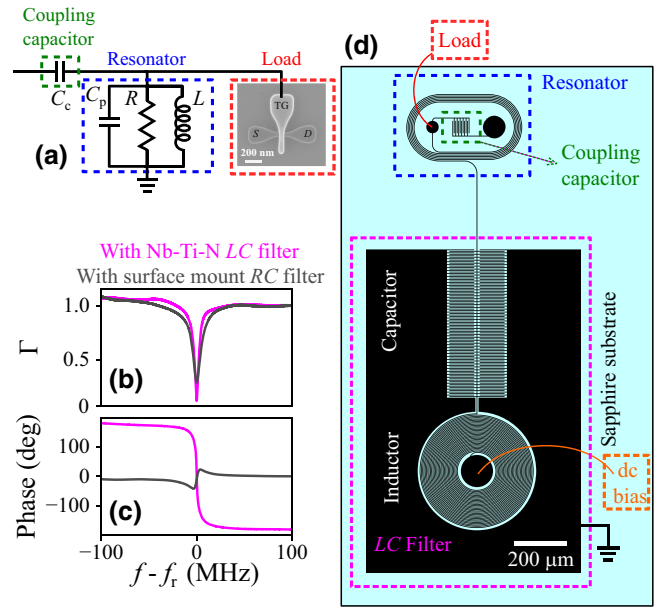 Coupling
capacitor
C_c
Resonator
C_p
R
L
(a)
Load
TG
S
D
200 nm
With Nb-Ti-N LC filter
With surface mount RC filter
1.0
0.5
0
Γ
(b)
100
0
−100
Phase (deg)
(c)
−100
0
100
f - f_r (MHz)
(d)
Load
Resonator
Coupling
capacitor
Capacitor
Inductor
Sapphire substrate
dc
bias
LC Filter
200 μm